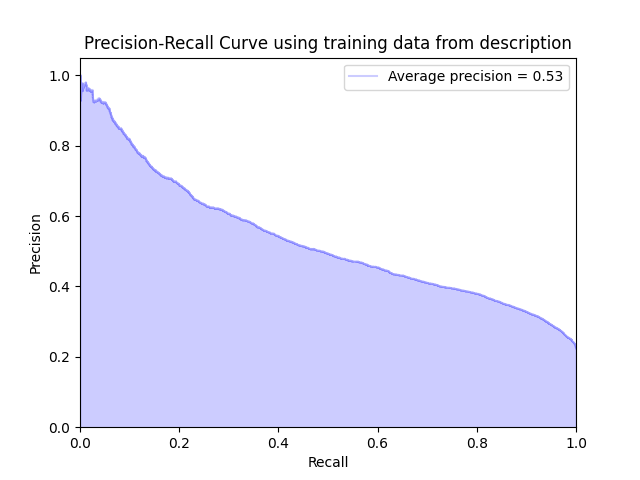 Precision-Recall Curve using training data from description
Average precision = 0.53
1.0
0.8
0.6
0.4
0.2
0.0
Precision
0.0 0.2 0.4 0.6 0.8 1.0
Recall